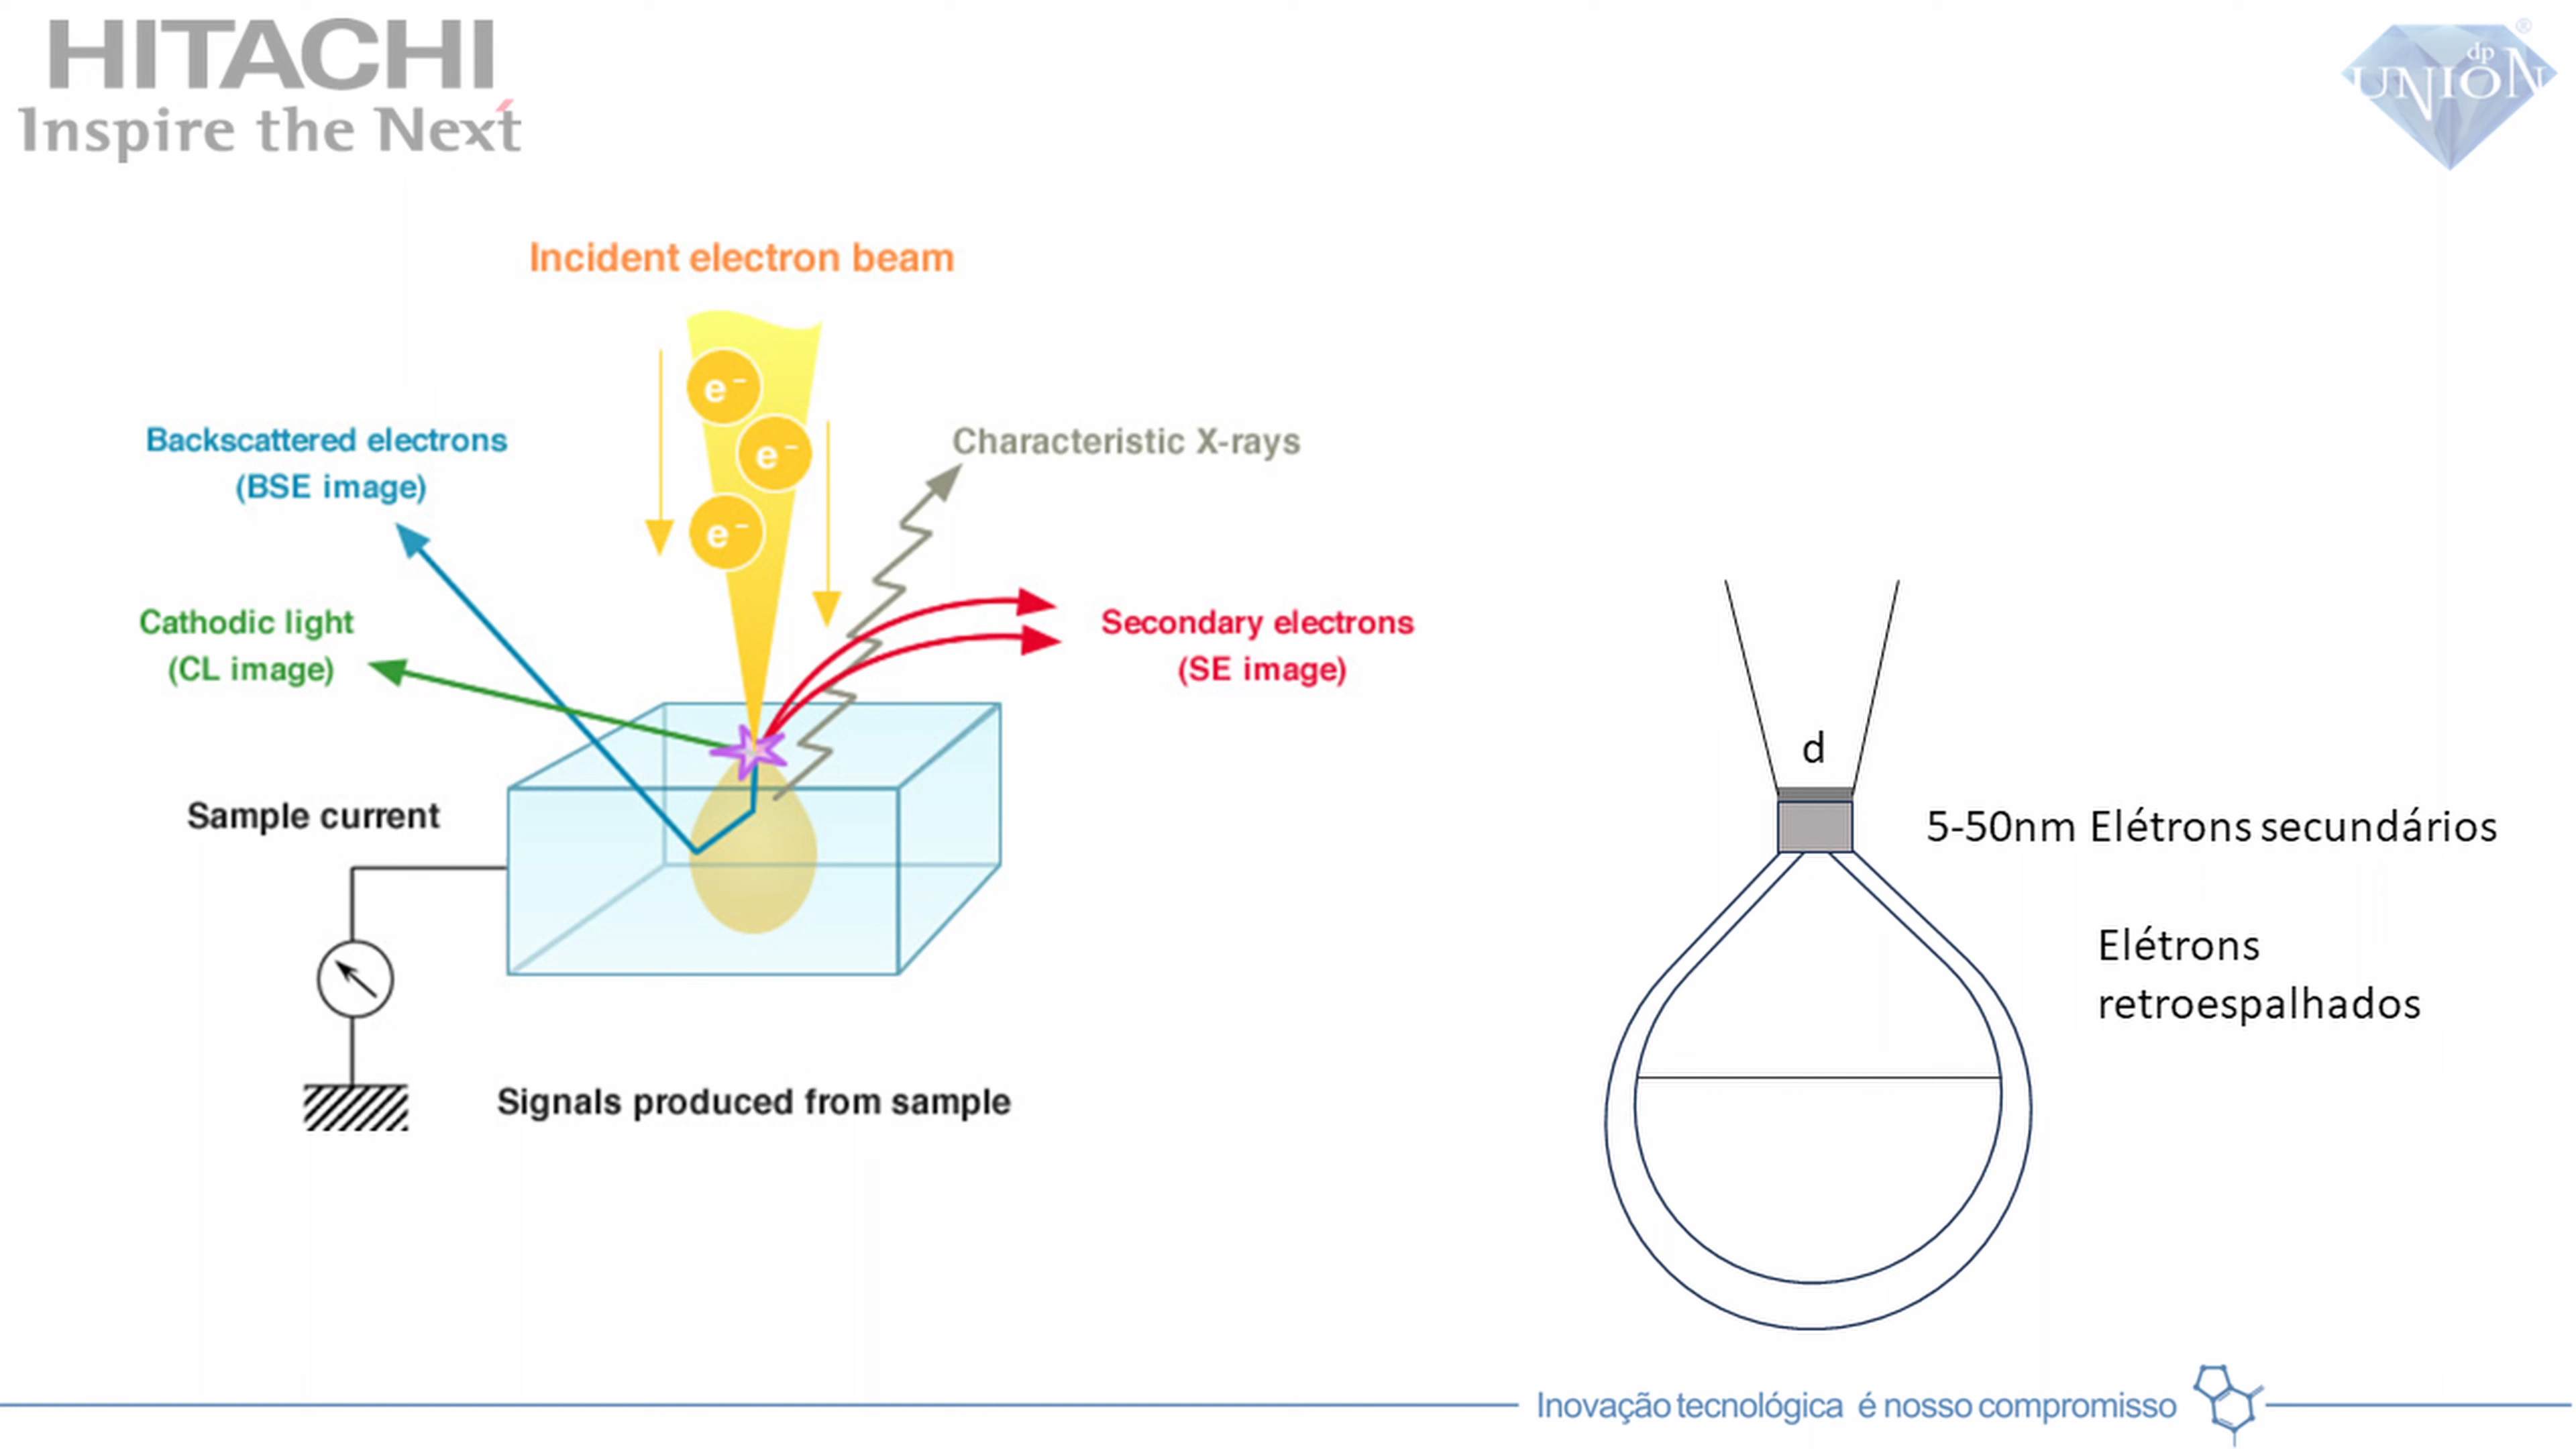 HITACHI
Inspire the Next
dp
UNION
®
Incident electron beam
e⁻
e⁻
e⁻
Backscattered electrons
(BSE image)
Characteristic X-rays
Cathodic light
(CL image)
Secondary electrons
(SE image)
Sample current
Signals produced from sample
d
5-50nm Elétrons secundários
Elétrons
retroespalhados
Inovação tecnológica é nosso compromisso